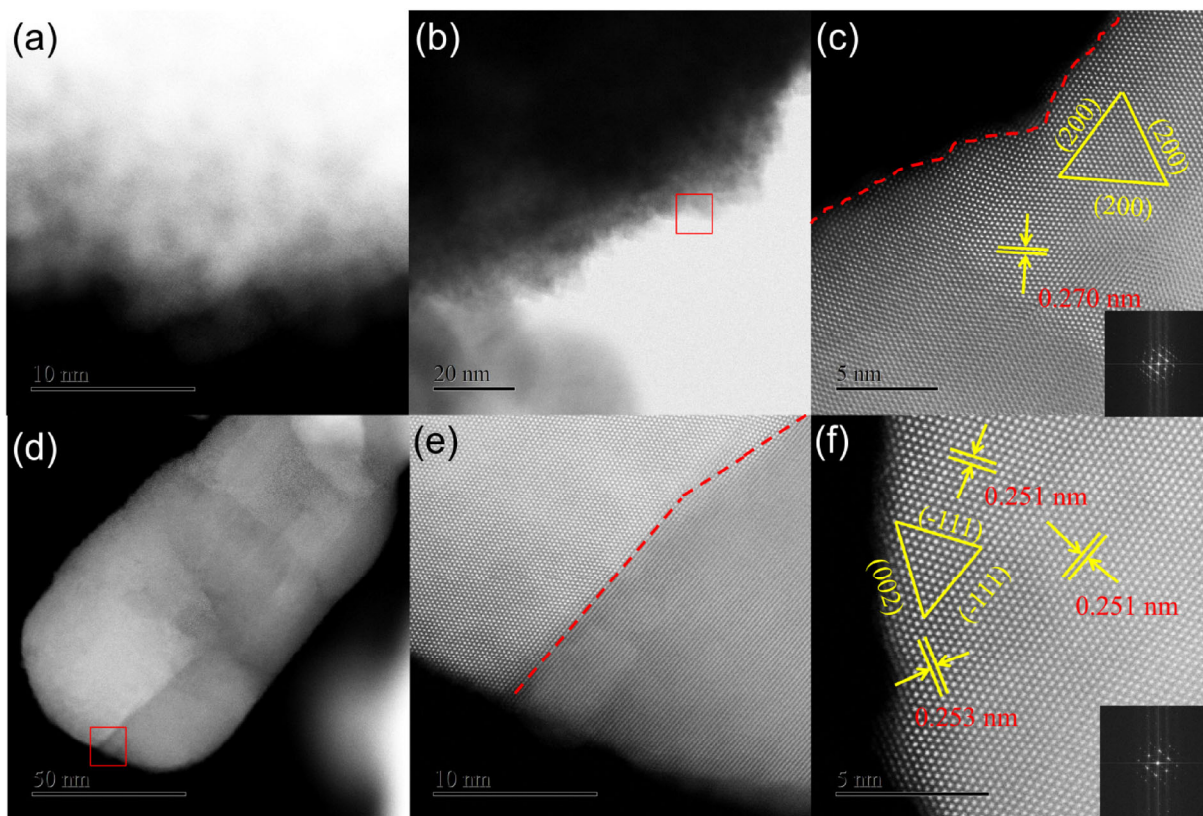 (a)
10 nm
(b)
20 nm
(c)
(200)
(200)
(200)
0.270 nm
5 nm
(d)
50 nm
(e)
10 nm
(f)
0.251 nm
(-111)
(002)
(-111)
0.251 nm
0.253 nm
5 nm